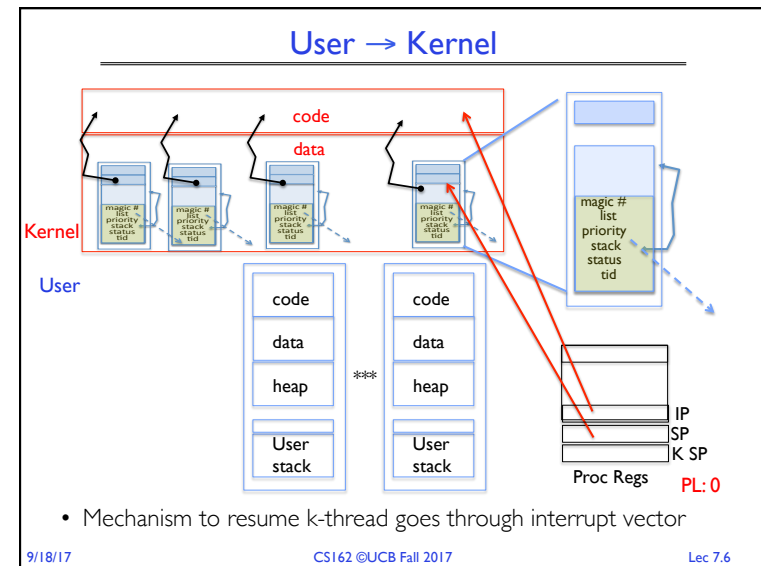 User → Kernel
code
data
magic #
list
priority
stack
status
tid
magic #
list
priority
stack
status
tid
magic #
list
priority
stack
status
tid
magic #
list
priority
stack
status
tid
magic #
list
priority
stack
status
tid
Kernel
User
code
data
heap
User
stack
***
code
data
heap
User
stack
IP
SP
K SP
Proc Regs
PL: 0
• Mechanism to resume k-thread goes through interrupt vector
9/18/17
CS162 ©UCB Fall 2017
Lec 7.6